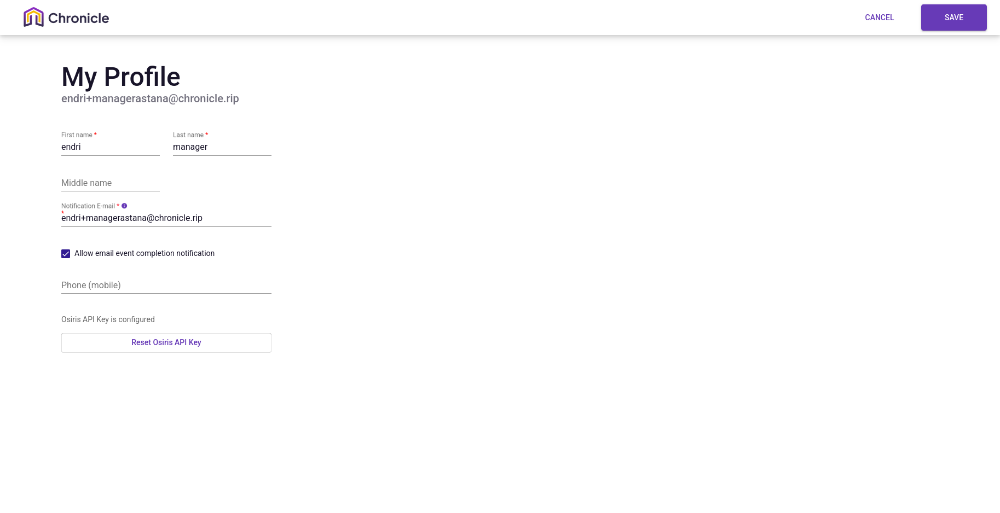 Chronicle
CANCEL
SAVE
My Profile
endri+managerastana@chronicle.rip
First name *
Last name *
endri
manager
Middle name
Notification E-mail *
*
endri+managerastana@chronicle.rip
Allow email event completion notification
Phone (mobile)
Osiris API Key is configured
Reset Osiris API Key